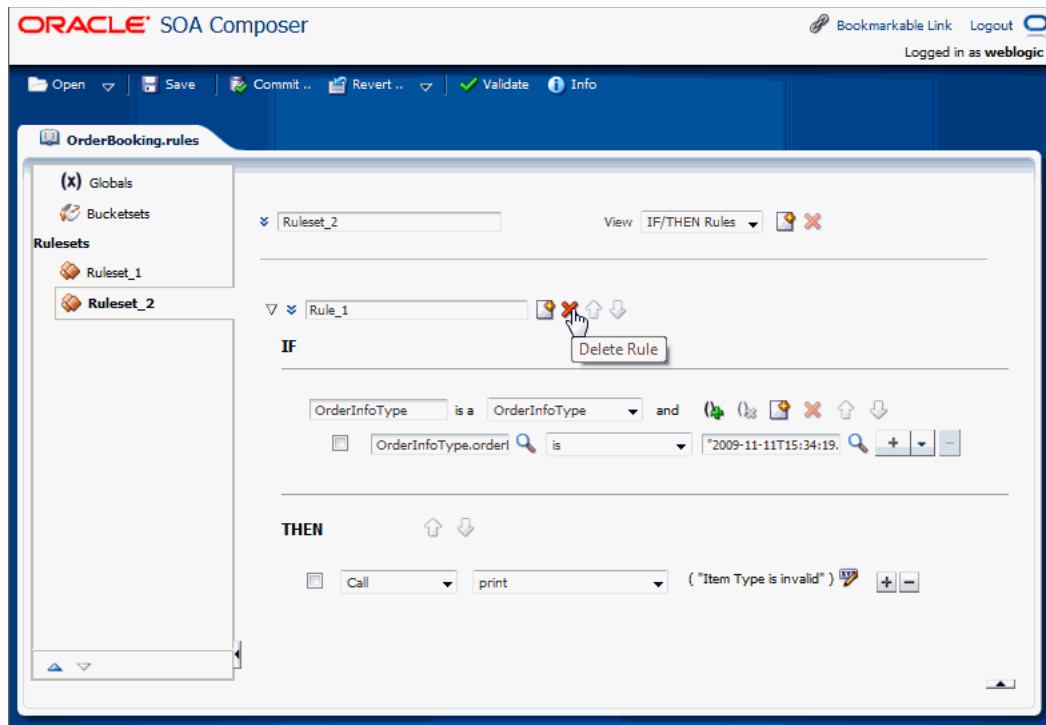 ORACLE SOA Composer
Bookmarkable Link Logout
Logged in as weblogic
Open Save Commit .. Revert .. Validate Info
OrderBooking.rules
(x) Globals
Bucketsets
Rulesets
Ruleset_1
Ruleset_2
Ruleset_2 View IF/THEN Rules
Rule_1
Delete Rule
IF
OrderInfoType is a OrderInfoType and
OrderInfoType.orderI is "2009-11-11T15:34:19.
THEN
Call print ( "Item Type is invalid" )